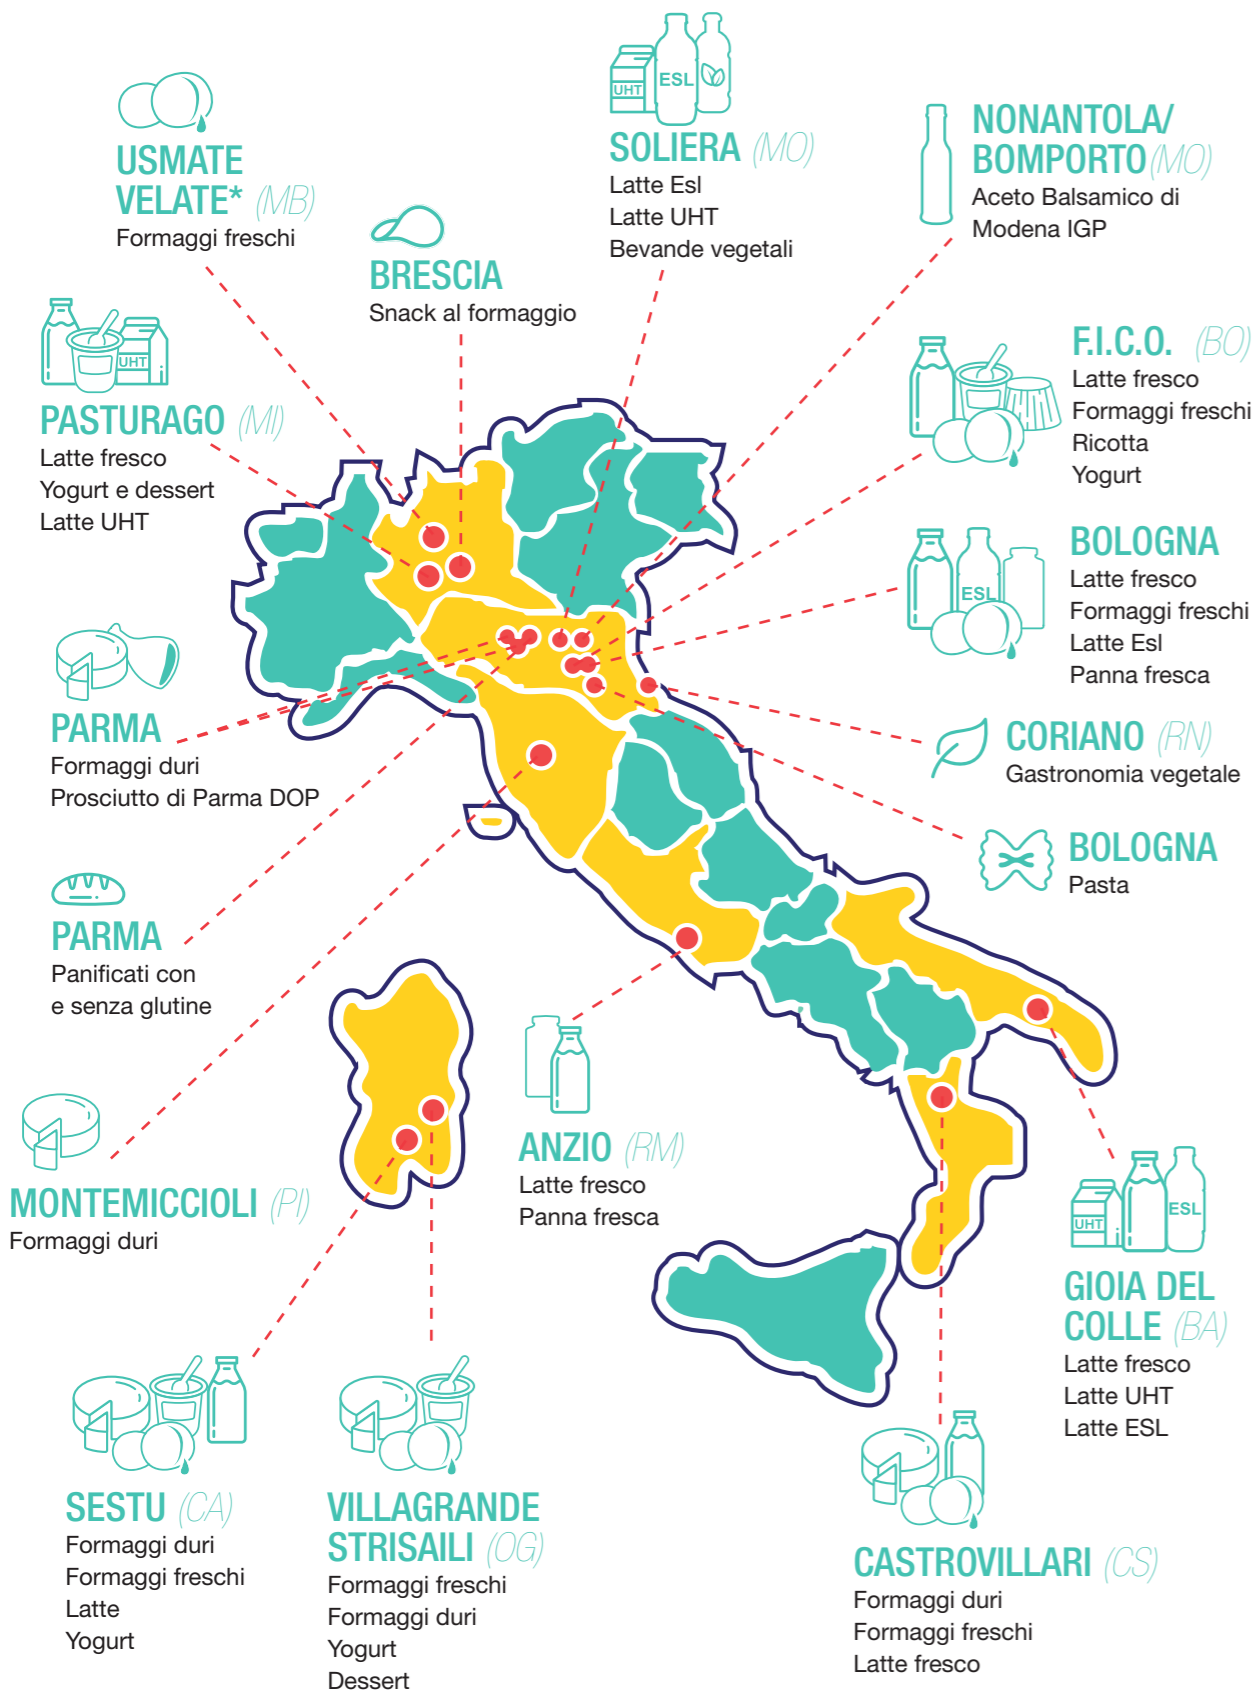 USMATE
VELATE* (MB)
Formaggi freschi
BRESCIA
Snack al formaggio
UHT
ESL
SOLIERA (MO)
Latte Esl
Latte UHT
Bevande vegetali
NONANTOLA/
BOMPORTO (MO)
Aceto Balsamico di
Modena IGP
UHT
PASTURAGO (MI)
Latte fresco
Yogurt e dessert
Latte UHT
F.I.C.O. (BO)
Latte fresco
Formaggi freschi
Ricotta
Yogurt
ESL
BOLOGNA
Latte fresco
Formaggi freschi
Latte Esl
Panna fresca
PARMA
Formaggi duri
Prosciutto di Parma DOP
CORIANO (RN)
Gastronomia vegetale
BOLOGNA
Pasta
PARMA
Panificati con
e senza glutine
MONTEMICCIOLI (PI)
Formaggi duri
ANZIO (RM)
Latte fresco
Panna fresca
UHT
ESL
GIOIA DEL
COLLE (BA)
Latte fresco
Latte UHT
Latte ESL
SESTU (CA)
Formaggi duri
Formaggi freschi
Latte
Yogurt
VILLAGRANDE
STRISAILI (OG)
Formaggi freschi
Formaggi duri
Yogurt
Dessert
CASTROVILLARI (CS)
Formaggi duri
Formaggi freschi
Latte fresco